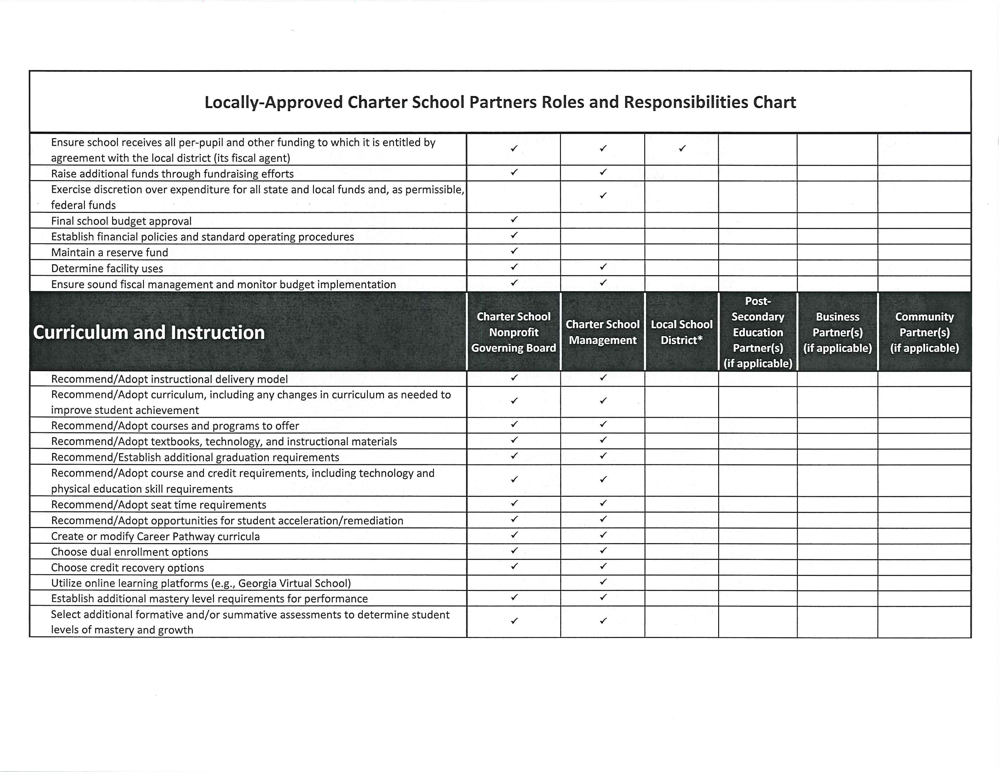 Locally-Approved Charter School Partners Roles and Responsibilities Chart
Ensure school receives all per-pupil and other funding to which it is entitled by
agreement with the local district (its fiscal agent) ✓ ✓ ✓
Raise additional funds through fundraising efforts ✓ ✓
Exercise discretion over expenditure for all state and local funds and, as permissible,
federal funds ✓
Final school budget approval ✓
Establish financial policies and standard operating procedures ✓
Maintain a reserve fund ✓
Determine facility uses ✓ ✓
Ensure sound fiscal management and monitor budget implementation ✓ ✓
Curriculum and Instruction
Charter School
Nonprofit
Governing Board
Charter School
Management
Local School
District*
Post-
Secondary
Education
Partner(s)
(if applicable)
Business
Partner(s)
(if applicable)
Community
Partner(s)
(if applicable)
Recommend/Adopt instructional delivery model ✓ ✓
Recommend/Adopt curriculum, including any changes in curriculum as needed to
improve student achievement ✓ ✓
Recommend/Adopt courses and programs to offer ✓ ✓
Recommend/Adopt textbooks, technology, and instructional materials ✓ ✓
Recommend/Establish additional graduation requirements ✓ ✓
Recommend/Adopt course and credit requirements, including technology and
physical education skill requirements ✓ ✓
Recommend/Adopt seat time requirements ✓ ✓
Recommend/Adopt opportunities for student acceleration/remediation ✓ ✓
Create or modify Career Pathway curricula ✓ ✓
Choose dual enrollment options ✓ ✓
Choose credit recovery options ✓ ✓
Utilize online learning platforms (e.g., Georgia Virtual School) ✓
Establish additional mastery level requirements for performance ✓ ✓
Select additional formative and/or summative assessments to determine student
levels of mastery and growth ✓ ✓